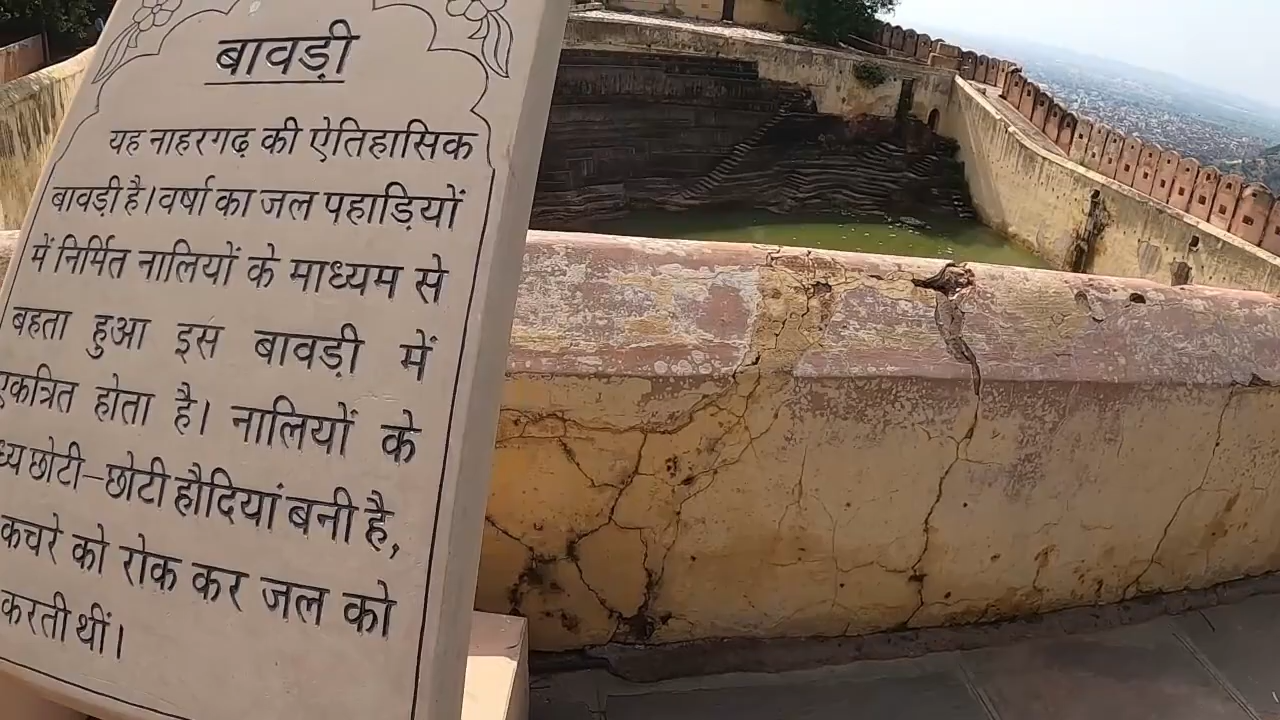 बावड़ी
यह नाहरगढ़ की ऐतिहासिक
बावड़ी है। वर्षा का जल पहाड़ियों
में निर्मित नालियों के माध्यम से
बहता हुआ इस बावड़ी में
एकत्रित होता है। नालियों के
छोटी-छोटी हौदियां बनी है,
कचरे को रोक कर जल को
करती थीं।